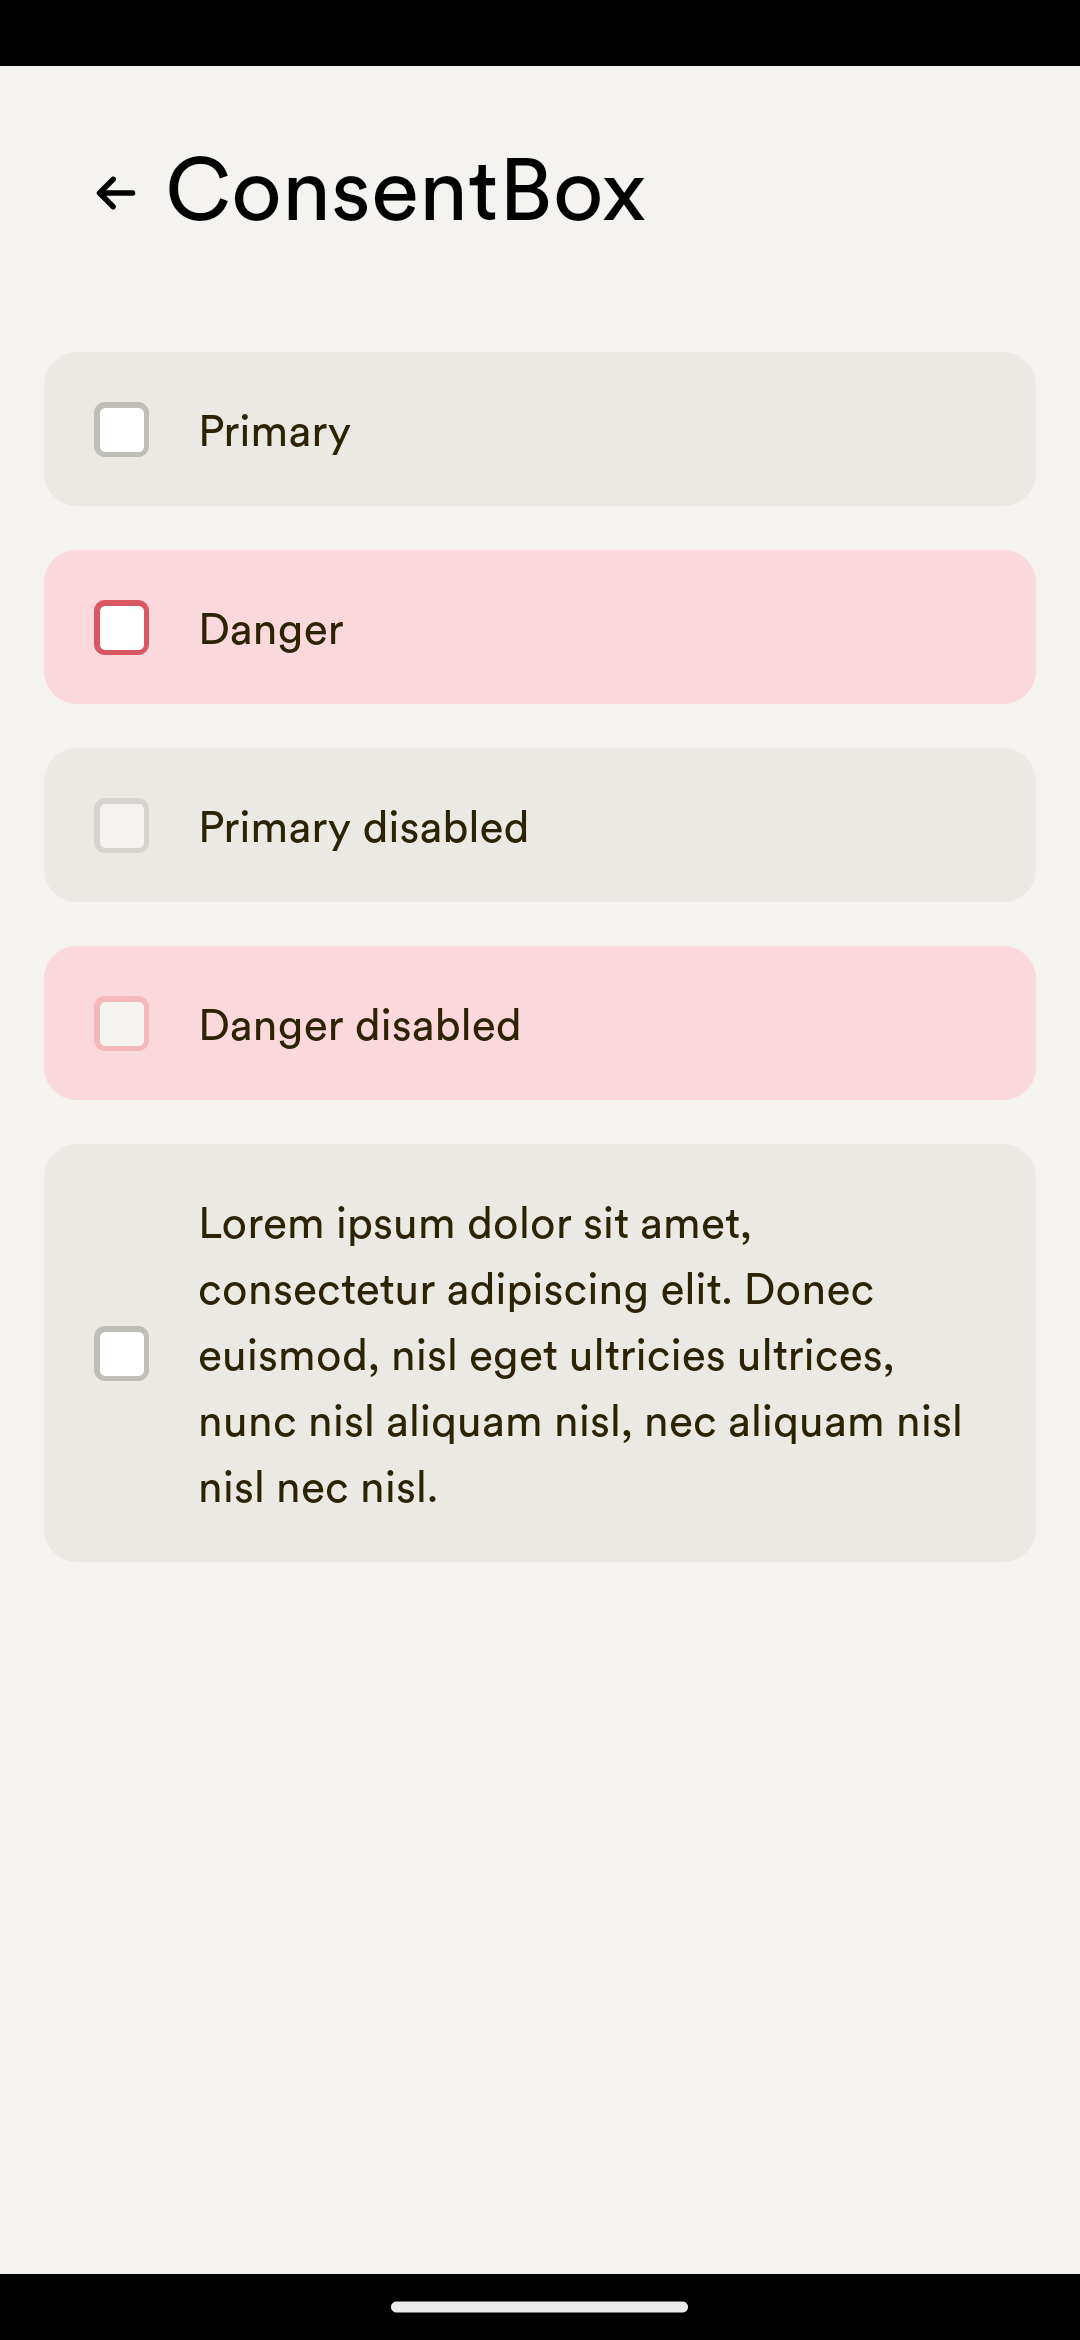 ConsentBox
Primary
Danger
Primary disabled
Danger disabled
Lorem ipsum dolor sit amet,
consectetur adipiscing elit. Donec
euismod, nisl eget ultricies ultrices,
nunc nisl aliquam nisl, nec aliquam nisl
nisl nec nisl.